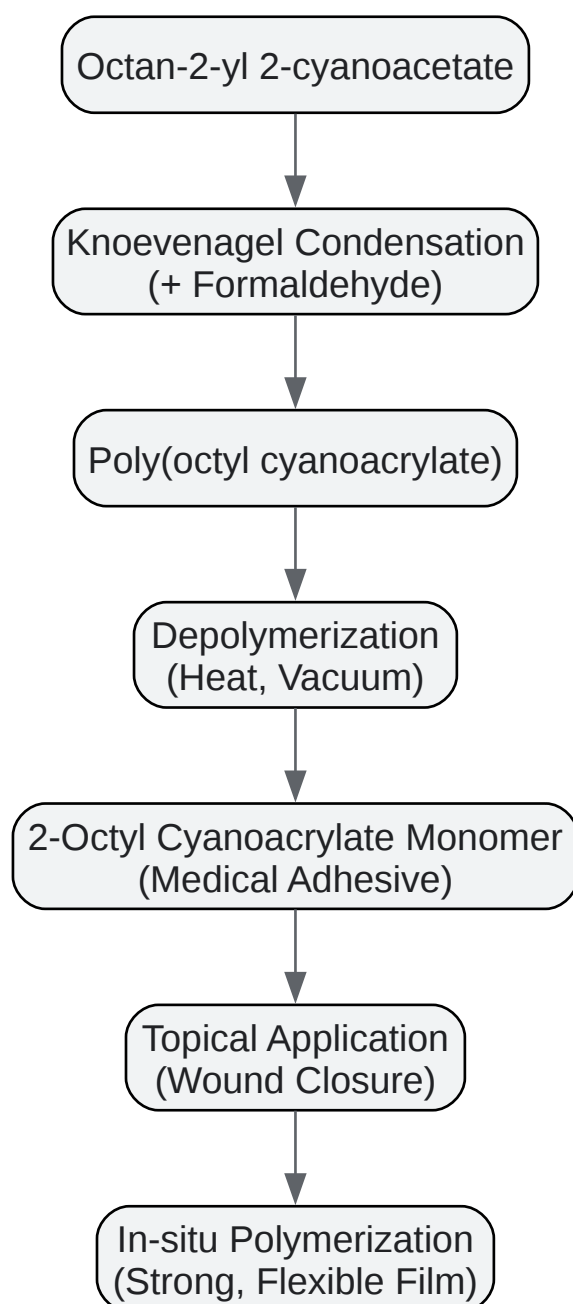 Octan-2-yl 2-cyanoacetate
Knoevenagel Condensation
(+ Formaldehyde)
Poly(octyl cyanoacrylate)
Depolymerization
(Heat, Vacuum)
2-Octyl Cyanoacrylate Monomer
(Medical Adhesive)
Topical Application
(Wound Closure)
In-situ Polymerization
(Strong, Flexible Film)